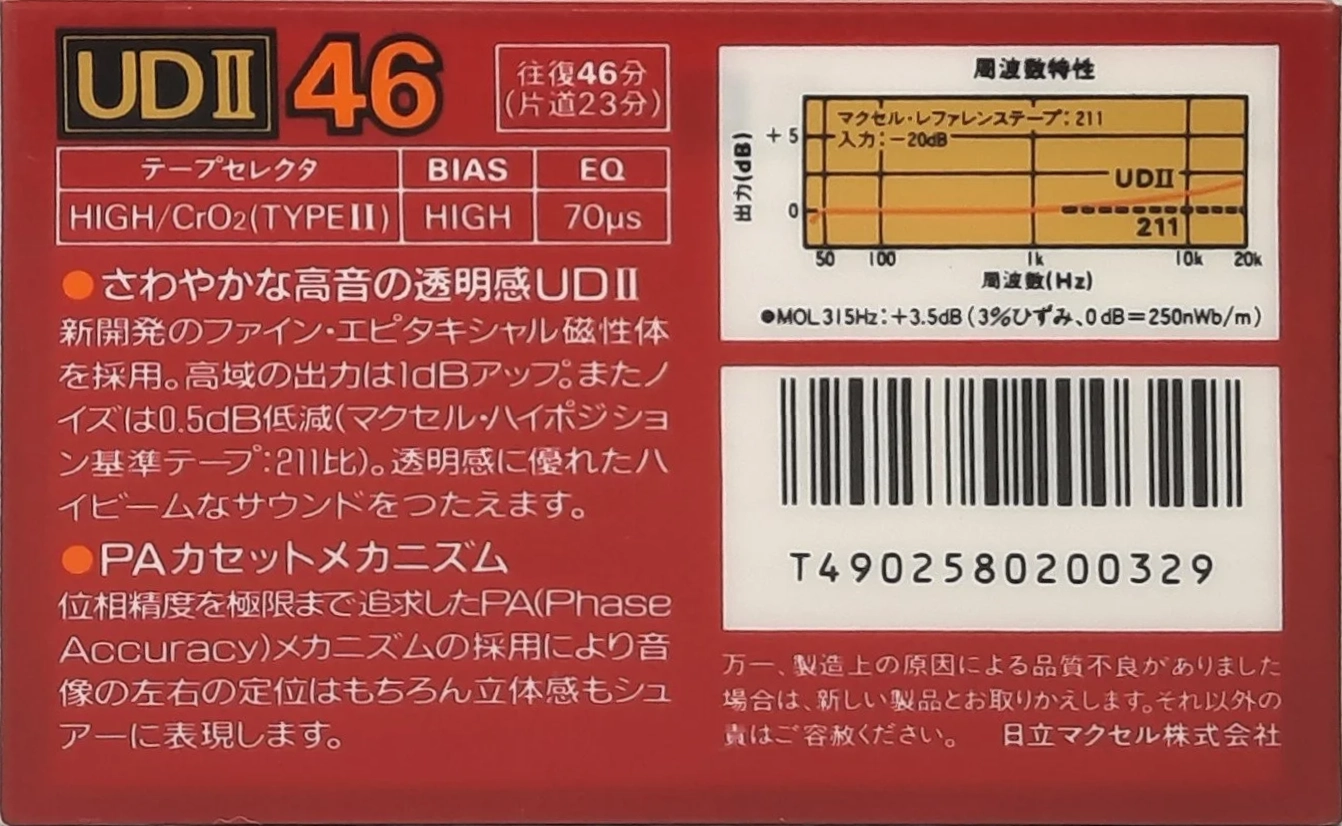 UDII 46
往復46分
(片道23分)
テープセレクタ BIAS EQ
HIGH/CrO2(TYPE II) HIGH 70μs
●さわやかな高音の透明感UDII
新開発のファイン・エピタキシャル磁性体
を採用。高域の出力は1dBアップ。またノ
イズは0.5dB低減(マクセル・ハイポジショ
ン基準テープ:211比)。透明感に優れたハ
イビームなサウンドをつたえます。
●PAカセットメカニズム
位相精度を極限まで追求したPA(Phase
Accuracy)メカニズムの採用により音
像の左右の定位はもちろん立体感もシュ
アーに表現します。
周波数特性
マクセル・レファレンステープ:211
入力:-20dB
出力(dB)
+5
0
UDII
211
50 100 1k 10k 20k
周波数(Hz)
●MOL315Hz:+3.5dB(3%ひずみ、0dB=250nWb/m)
T4902580200329
万一、製造上の原因による品質不良がありました
場合は、新しい製品とお取りかえします。それ以外の
責はご容赦ください。 日立マクセル株式会社